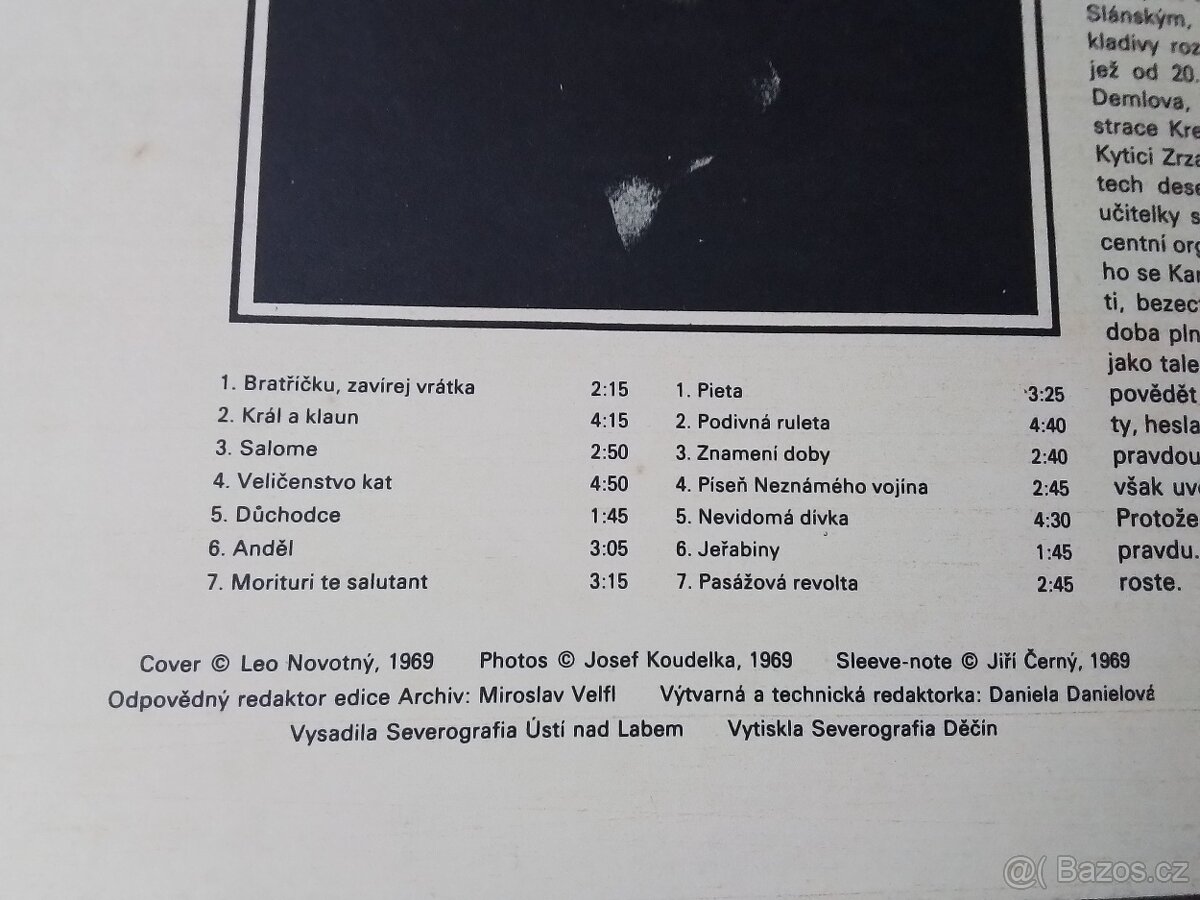 Slánským,
kladivy roz
jež od 20.
Demlova,
strace Kre
Kytici Zrza
tech dese
učitelky s
centní org
ho se Kar
ti, bezect
doba pln
jako tale
povědět
ty, hesla
pravdou
však uvo
Protože
pravdu.
roste.
1. Bratříčku, zavírej vrátka 2:15
2. Král a klaun 4:15
3. Salome 2:50
4. Veličenstvo kat 4:50
5. Důchodce 1:45
6. Anděl 3:05
7. Morituri te salutant 3:15
1. Pieta 3:25
2. Podivná ruleta 4:40
3. Znamení doby 2:40
4. Píseň Neznámého vojína 2:45
5. Nevidomá dívka 4:30
6. Jeřabiny 1:45
7. Pasážová revolta 2:45
Cover © Leo Novotný, 1969 Photos © Josef Koudelka, 1969 Sleeve-note © Jiří Černý, 1969
Odpovědný redaktor edice Archiv: Miroslav Velfl Výtvarná a technická redaktorka: Daniela Danielová
Vysadila Severografia Ústí nad Labem Vytiskla Severografia Děčín
@( Bazos.cz